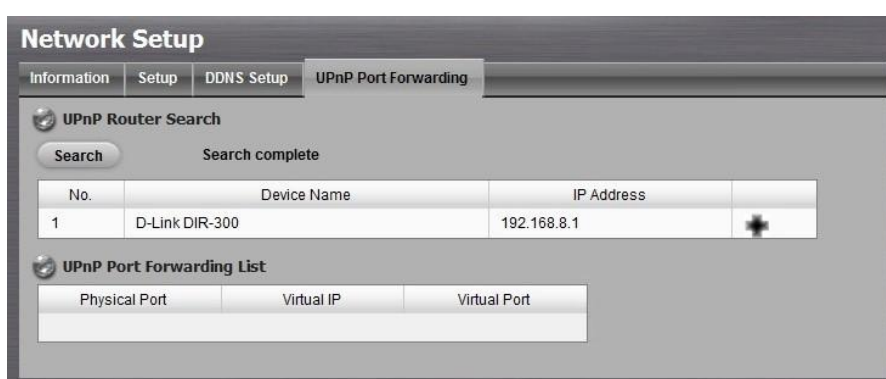 Network Setup
Information Setup DDNS Setup UPnP Port Forwarding
UPnP Router Search
Search Search complete
No. Device Name IP Address
1 D-Link DIR-300 192.168.8.1
UPnP Port Forwarding List
Physical Port Virtual IP Virtual Port